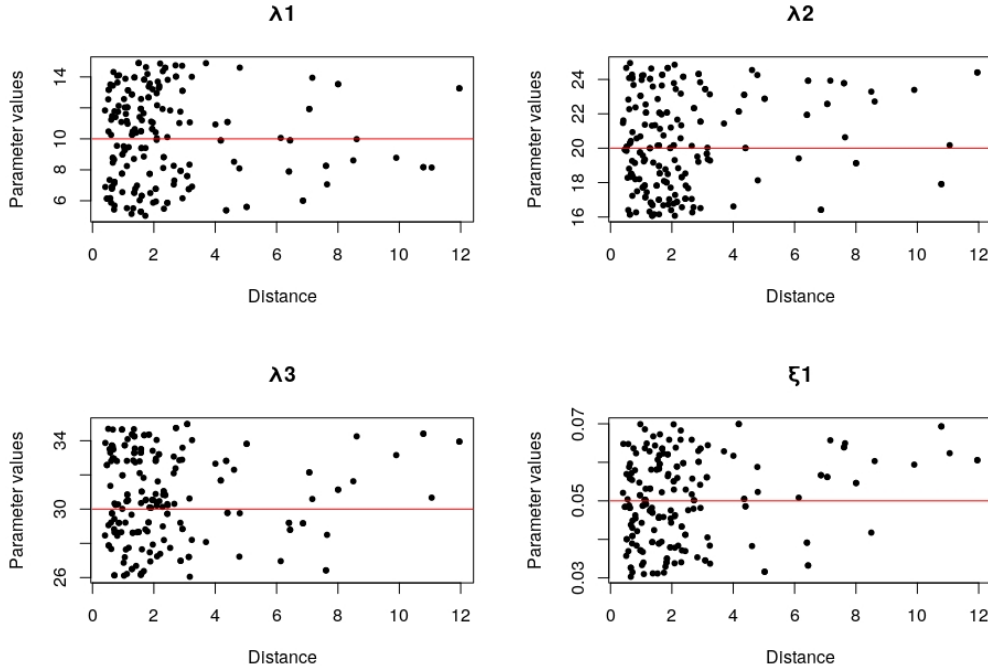 λ1
λ2
Parameter values
6 8 10 14
0 2 4 6 8 10 12
Distance
Parameter values
16 18 20 22 24
0 2 4 6 8 10 12
Distance
λ3
ξ1
Parameter values
26 30 34
0 2 4 6 8 10 12
Distance
Parameter values
0.03 0.05 0.07
0 2 4 6 8 10 12
Distance